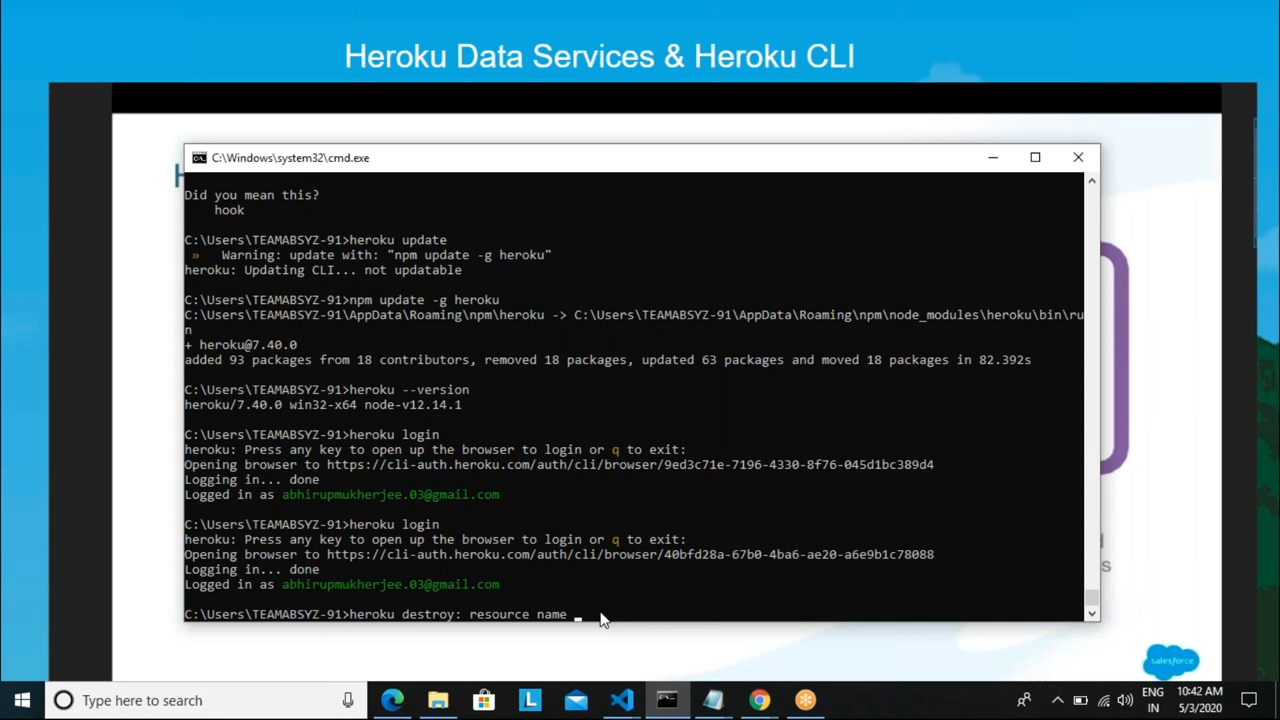 Heroku Data Services & Heroku CLI
H
C:\Windows\system32\cmd.exe
Did you mean this?
hook
C:\Users\TEAMABSYZ-91>heroku update
» Warning: update with: "npm update -g heroku"
heroku: Updating CLI... not updatable
C:\Users\TEAMABSYZ-91>npm update -g heroku
C:\Users\TEAMABSYZ-91\AppData\Roaming\npm\heroku -> C:\Users\TEAMABSYZ-91\AppData\Roaming\npm\node_modules\heroku\bin\ru
n
+ heroku@7.40.0
added 93 packages from 18 contributors, removed 18 packages, updated 63 packages and moved 18 packages in 82.392s
C:\Users\TEAMABSYZ-91>heroku --version
heroku/7.40.0 win32-x64 node-v12.14.1
C:\Users\TEAMABSYZ-91>heroku login
heroku: Press any key to open up the browser to login or q to exit:
Opening browser to https://cli-auth.heroku.com/auth/cli/browser/9ed3c71e-7196-4330-8f76-045d1bc389d4
Logging in... done
Logged in as abhirupmukherjee.03@gmail.com
C:\Users\TEAMABSYZ-91>heroku login
heroku: Press any key to open up the browser to login or q to exit:
Opening browser to https://cli-auth.heroku.com/auth/cli/browser/40bfd28a-67b0-4ba6-ae20-a6e9b1c78088
Logging in... done
Logged in as abhirupmukherjee.03@gmail.com
C:\Users\TEAMABSYZ-91>heroku destroy: resource name
salesforce
Type here to search
ENG
IN
10:42 AM
5/3/2020